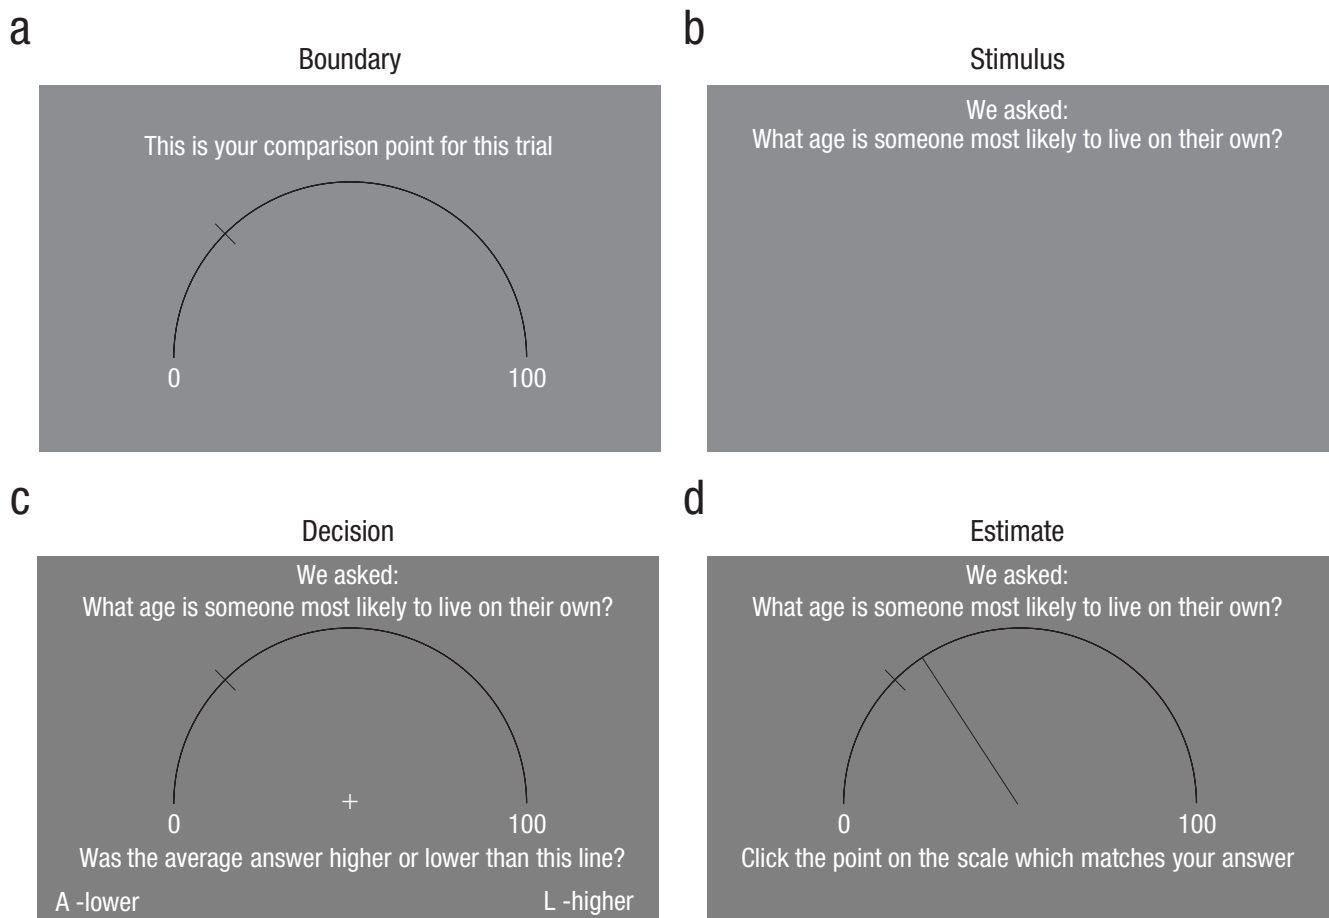 a
Boundary
This is your comparison point for this trial
0
100
b
Stimulus
We asked:
What age is someone most likely to live on their own?
c
Decision
We asked:
What age is someone most likely to live on their own?
0
100
Was the average answer higher or lower than this line?
A -lower
L -higher
d
Estimate
We asked:
What age is someone most likely to live on their own?
0
100
Click the point on the scale which matches your answer